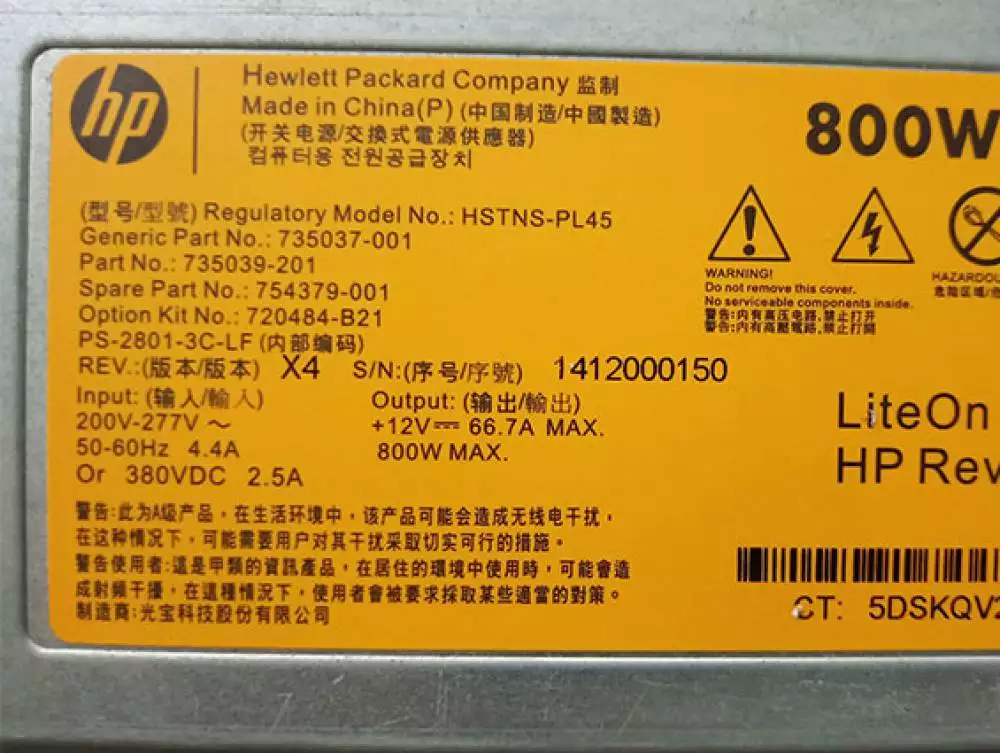 hp
Hewlett Packard Company 监制
Made in China(P) (中国制造/中國製造)
(开关电源/交換式電源供應器)
컴퓨터용 전원공급장치
800W
(型号/型號) Regulatory Model No.: HSTNS-PL45
Generic Part No.: 735037-001
Part No.: 735039-201
Spare Part No.: 754379-001
Option Kit No.: 720484-B21
PS-2801-3C-LF (内部编码)
REV.:(版本/版本) X4 S/N:(序号/序號) 1412000150
Input: (输入/輸入)
200V-277V ～
50-60Hz 4.4A
Or 380VDC 2.5A
Output: (输出/輸出)
+12V⎓ 66.7A MAX.
800W MAX.
WARNING!
Do not remove this cover.
No serviceable components inside.
警告:内有高压电路,禁止打开
警告:內有高壓電路,禁止打開
HAZARDOU
危险区域/
LiteOn
HP Rev
警告:此为A级产品，在生活环境中，该产品可能会造成无线电干扰，
在这种情况下，可能需要用户对其干扰采取切实可行的措施。
警告使用者:這是甲類的資訊產品，在居住的環境中使用時，可能會造
成射頻干擾，在這種情況下，使用者會被要求採取某些適當的對策。
制造商:光宝科技股份有限公司
CT: 5DSKQV2